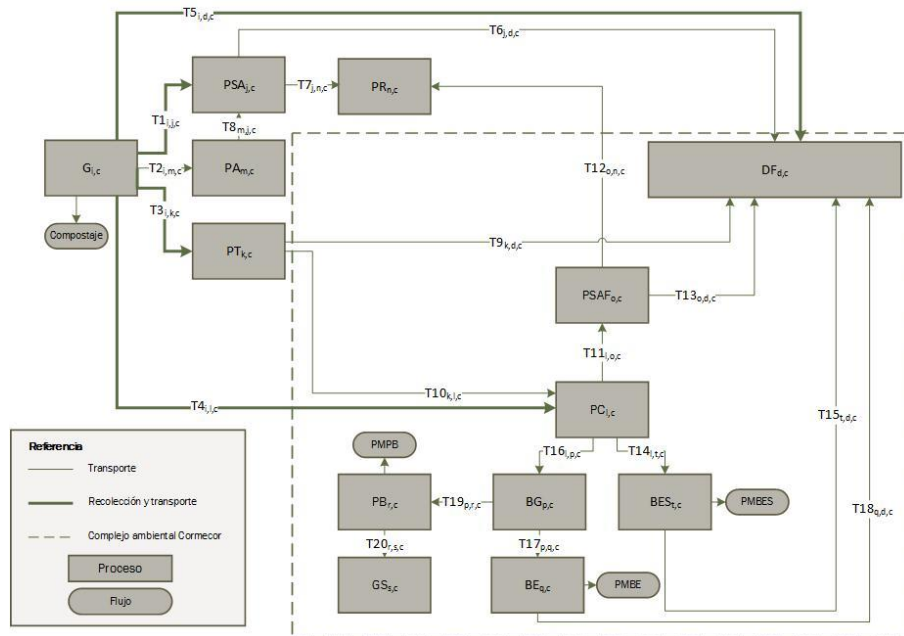 T5i,d,c
T6j,d,c
PSAj,c
T7j,n,c
PRn,c
T1i,j,c
T8m,j,c
Gi,c
T2i,m,c
PAm,c
T12o,n,c
DFd,c
T3i,k,c
Compostaje
PTk,c
T9k,d,c
PSAFo,c
T13o,d,c
T11l,o,c
T10k,l,c
T4i,l,c
PCl,c
T15t,d,c
Referencia
Transporte
Recolección y transporte
Complejo ambiental Cormecor
Proceso
Flujo
PMPB
T16l,p,c
T14l,t,c
PBr,c
T19p,r,c
BGp,c
BESt,c
PMBES
T18q,d,c
T20r,s,c
T17p,q,c
GSs,c
BEq,c
PMBE